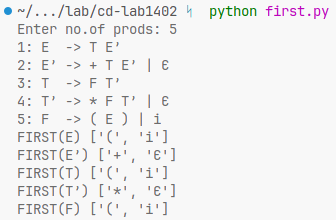 ~/.../lab/cd-lab1402 ᛋ python first.py
Enter no.of prods: 5
1: E -> T E’
2: E’ -> + T E’ | Ɛ
3: T -> F T’
4: T’ -> * F T’ | Ɛ
5: F -> ( E ) | i
FIRST(E) ['(', 'i']
FIRST(E’) ['+', 'Ɛ']
FIRST(T) ['(', 'i']
FIRST(T’) ['*', 'Ɛ']
FIRST(F) ['(', 'i']